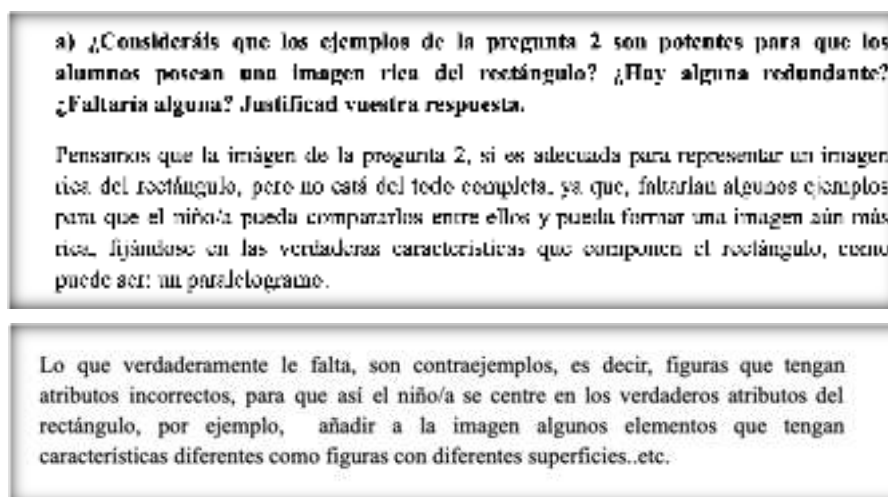 a) ¿Consideráis que los ejemplos de la pregunta 2 son potentes para que los
alumnos posean una imagen rica del rectángulo? ¿Hay alguna redundante?
¿Faltaría alguna? Justificad vuestra respuesta.
Pensamos que la imágen de la pregunta 2, si es adecuada para representar un imagen
rica del rectángulo, pero no está del todo completa, ya que, faltarían algunos ejemplos
para que el niño/a pueda compararlos entre ellos y pueda formar una imagen aún más
rica, fijándose en las verdaderas características que componen el rectángulo, como
puede ser: un paralelogramo.
Lo que verdaderamente le falta, son contraejemplos, es decir, figuras que tengan
atributos incorrectos, para que así el niño/a se centre en los verdaderos atributos del
rectángulo, por ejemplo, añadir a la imagen algunos elementos que tengan
características diferentes como figuras con diferentes superficies..etc.